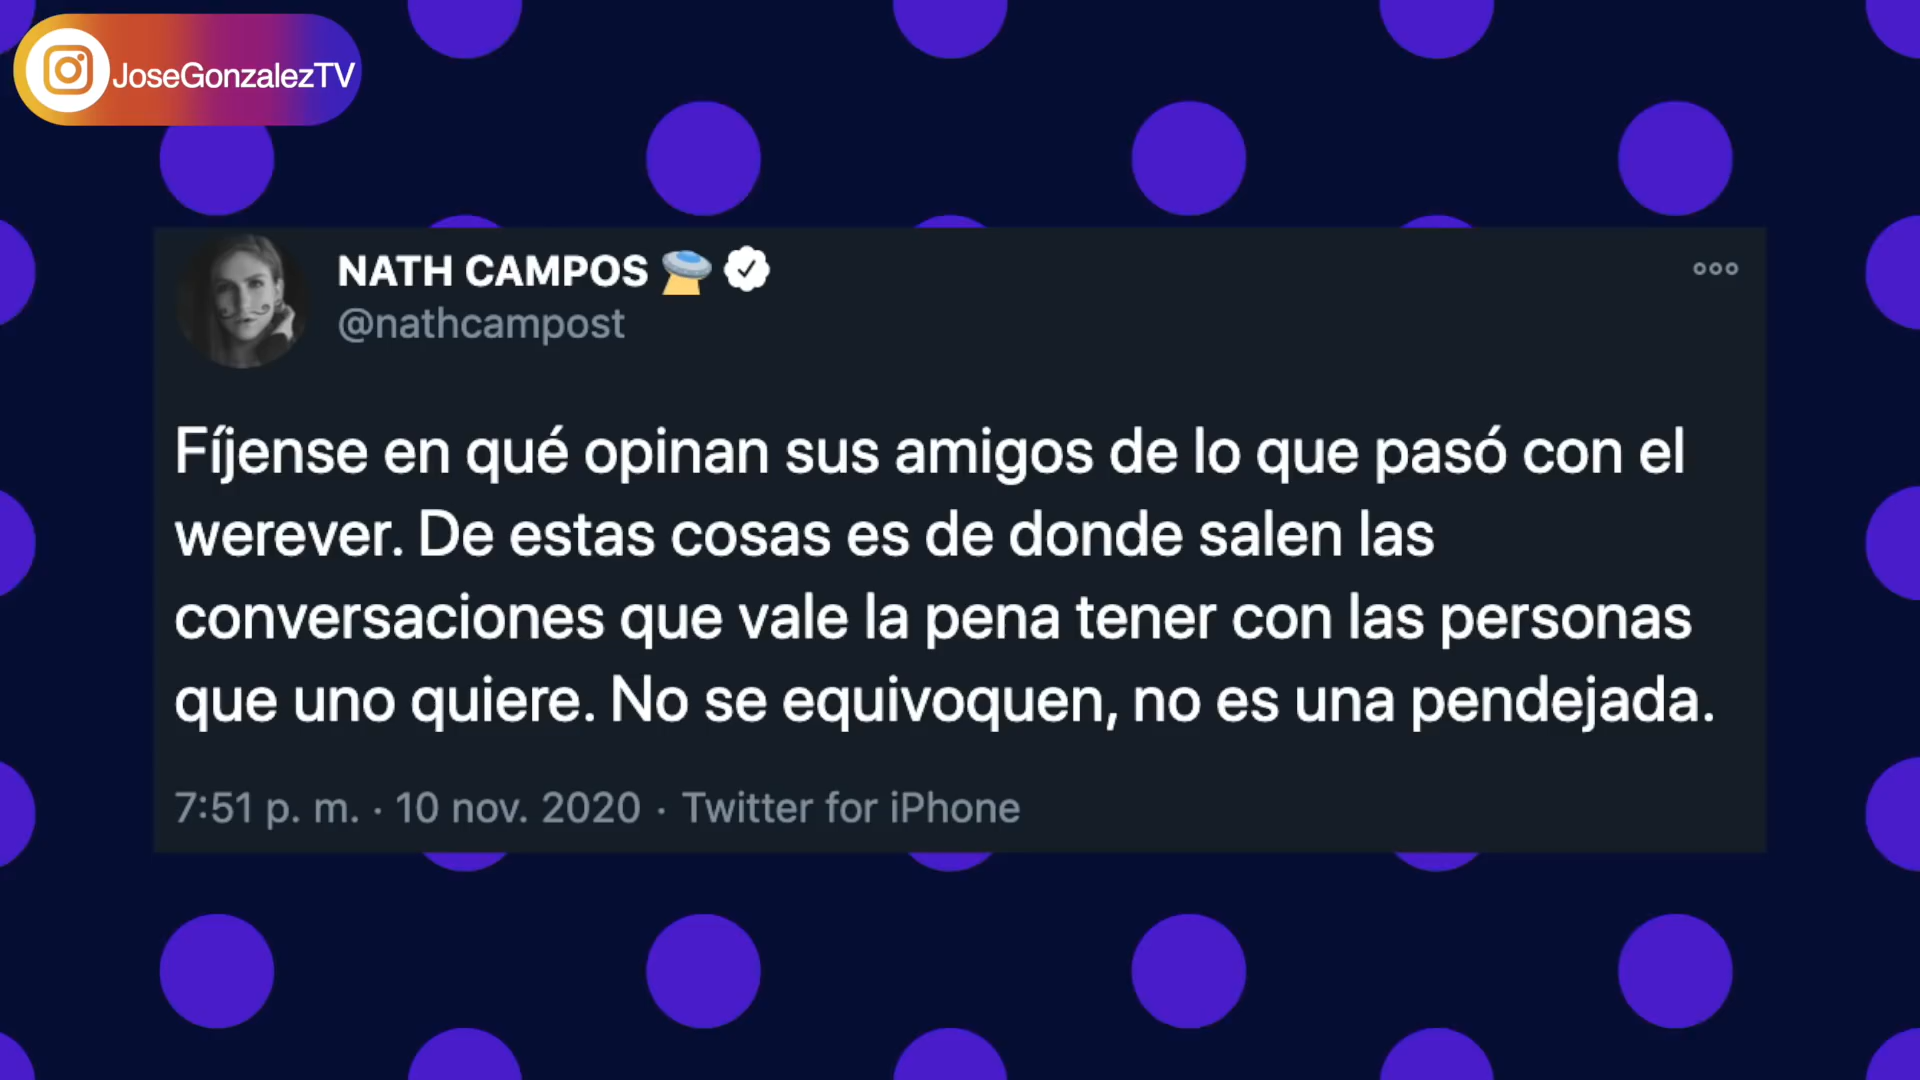 JoseGonzalezTV
NATH CAMPOS
@nathcampost
Fíjense en qué opinan sus amigos de lo que pasó con el
werever. De estas cosas es de donde salen las
conversaciones que vale la pena tener con las personas
que uno quiere. No se equivoquen, no es una pendejada.
7:51 p. m. · 10 nov. 2020 · Twitter for iPhone